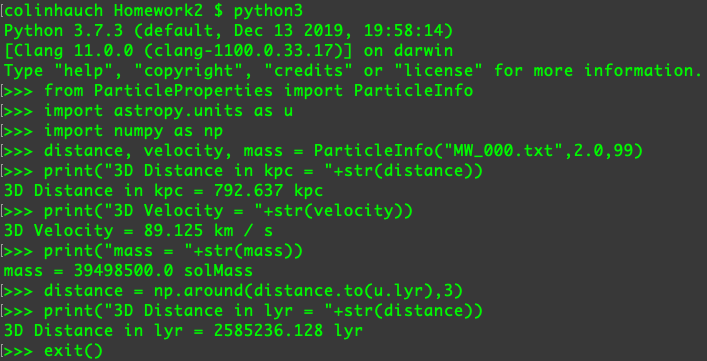 [colinhauch Homework2 $ python3
Python 3.7.3 (default, Dec 13 2019, 19:58:14)
[Clang 11.0.0 (clang-1100.0.33.17)] on darwin
Type "help", "copyright", "credits" or "license" for more information.
[>>> from ParticleProperties import ParticleInfo
[>>> import astropy.units as u
[>>> import numpy as np
[>>> distance, velocity, mass = ParticleInfo("MW_000.txt",2.0,99)
[>>> print("3D Distance in kpc = "+str(distance))
3D Distance in kpc = 792.637 kpc
[>>> print("3D Velocity = "+str(velocity))
3D Velocity = 89.125 km / s
[>>> print("mass = "+str(mass))
mass = 39498500.0 solMass
[>>> distance = np.around(distance.to(u.lyr),3)
[>>> print("3D Distance in lyr = "+str(distance))
3D Distance in lyr = 2585236.128 lyr
[>>> exit()